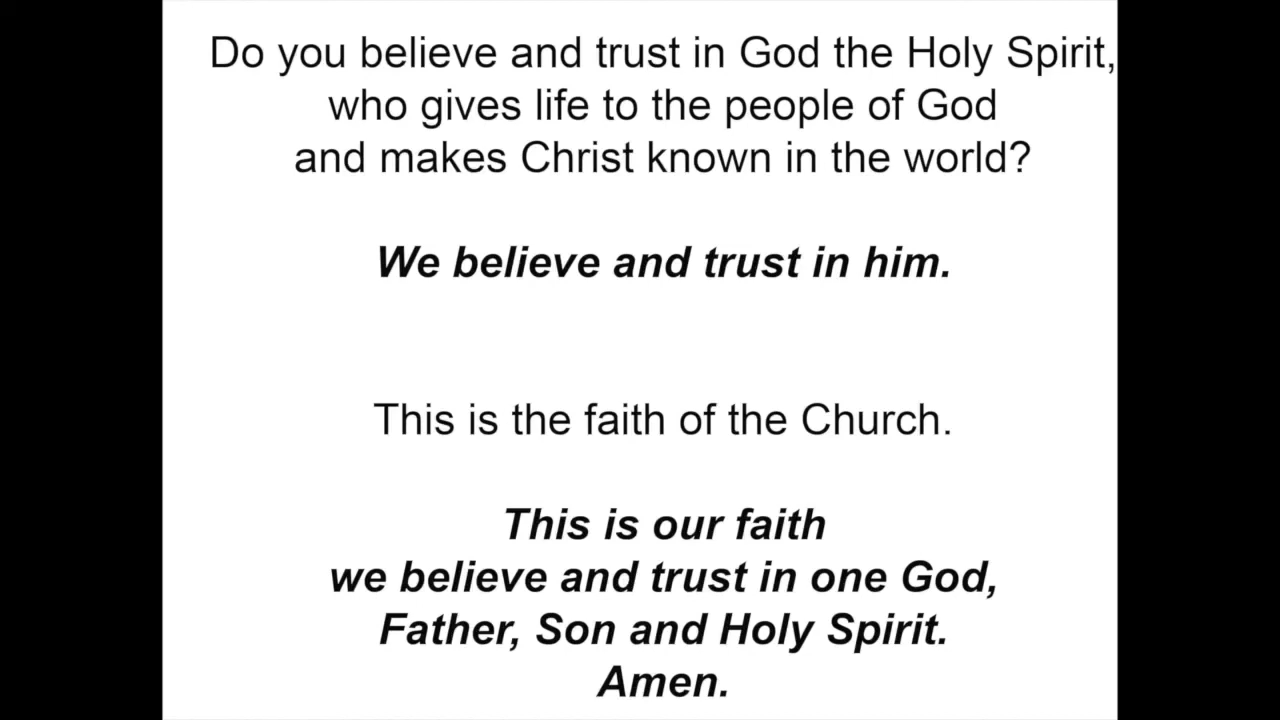 Do you believe and trust in God the Holy Spirit,
who gives life to the people of God
and makes Christ known in the world?
We believe and trust in him.
This is the faith of the Church.
This is our faith
we believe and trust in one God,
Father, Son and Holy Spirit.
Amen.